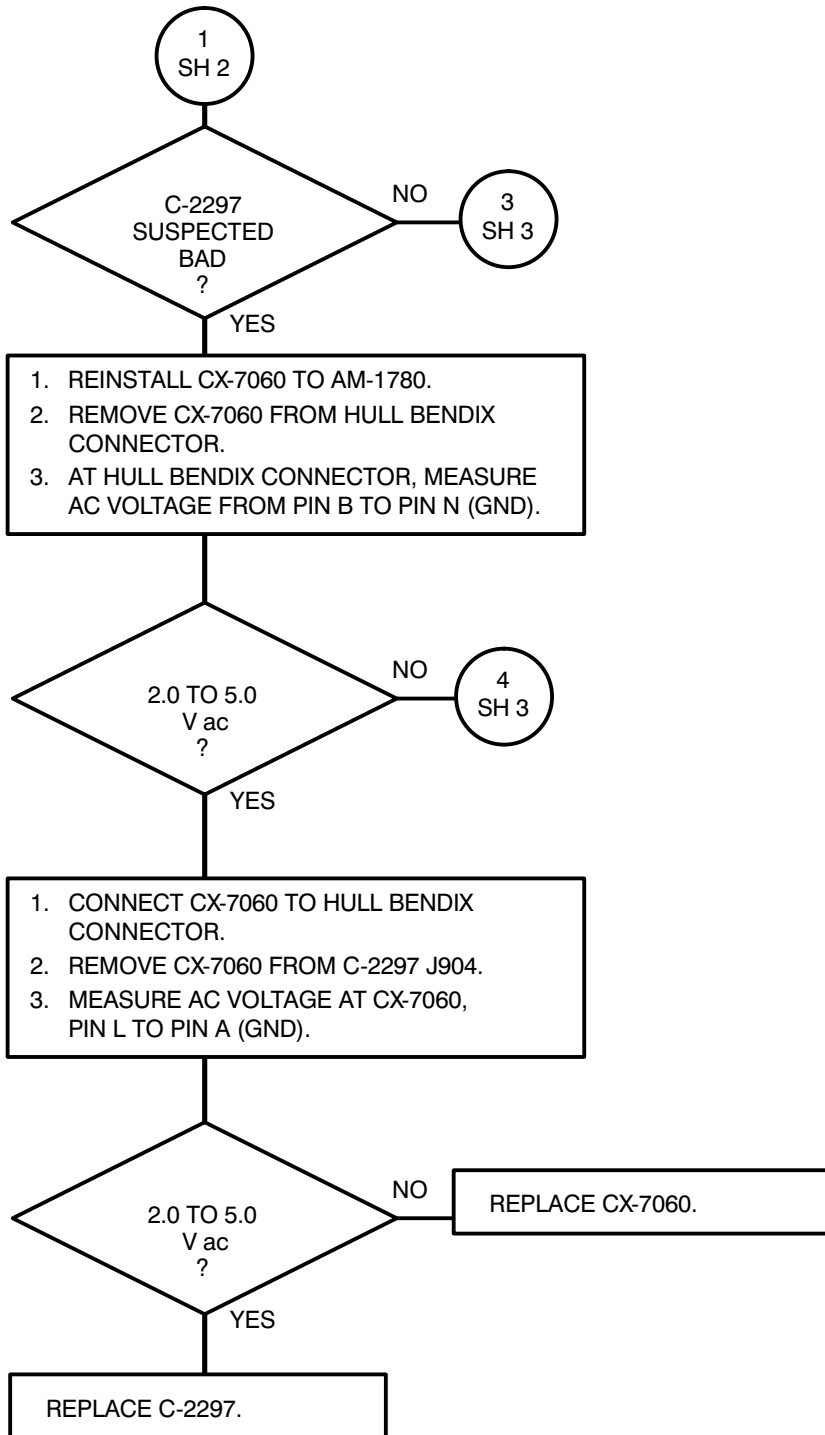 1
SH 2
C-2297
SUSPECTED
BAD
?
NO
3
SH 3
YES
1. REINSTALL CX-7060 TO AM-1780.
2. REMOVE CX-7060 FROM HULL BENDIX
CONNECTOR.
3. AT HULL BENDIX CONNECTOR, MEASURE
AC VOLTAGE FROM PIN B TO PIN N (GND).
2.0 TO 5.0
V ac
?
NO
4
SH 3
YES
1. CONNECT CX-7060 TO HULL BENDIX
CONNECTOR.
2. REMOVE CX-7060 FROM C-2297 J904.
3. MEASURE AC VOLTAGE AT CX-7060,
PIN L TO PIN A (GND).
2.0 TO 5.0
V ac
?
NO
REPLACE CX-7060.
YES
REPLACE C-2297.